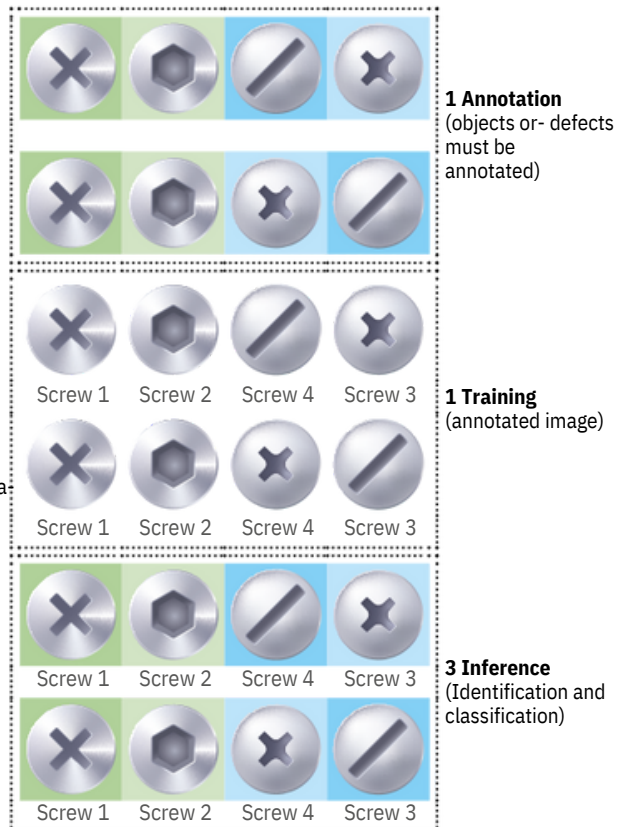 1 Annotation
(objects or- defects
must be
annotated)
Screw 1 Screw 2 Screw 4 Screw 3
1 Training
(annotated image)
a-
Screw 1 Screw 2 Screw 4 Screw 3
Screw 1 Screw 2 Screw 4 Screw 3
3 Inference
(Identification and
classification)
Screw 1 Screw 2 Screw 4 Screw 3